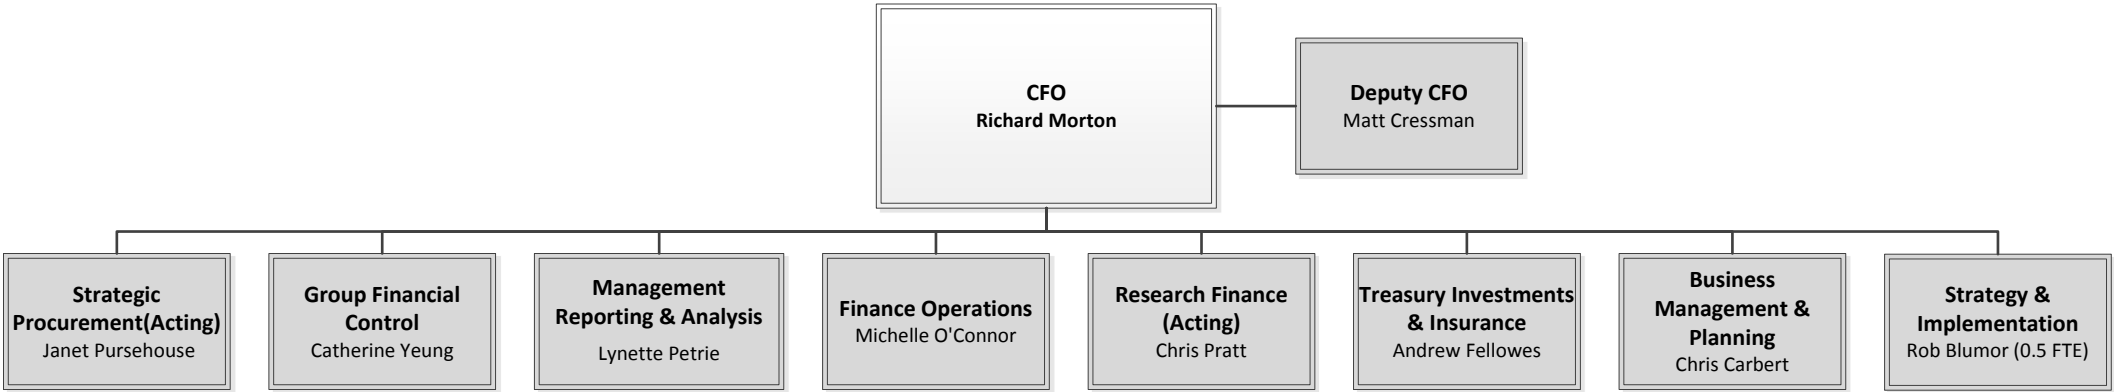 CFO
Richard Morton
Deputy CFO
Matt Cressman
Strategic
Procurement(Acting)
Janet Pursehouse
Group Financial
Control
Catherine Yeung
Management
Reporting & Analysis
Lynette Petrie
Finance Operations
Michelle O'Connor
Research Finance
(Acting)
Chris Pratt
Treasury Investments
& Insurance
Andrew Fellowes
Business
Management &
Planning
Chris Carbert
Strategy &
Implementation
Rob Blumor (0.5 FTE)